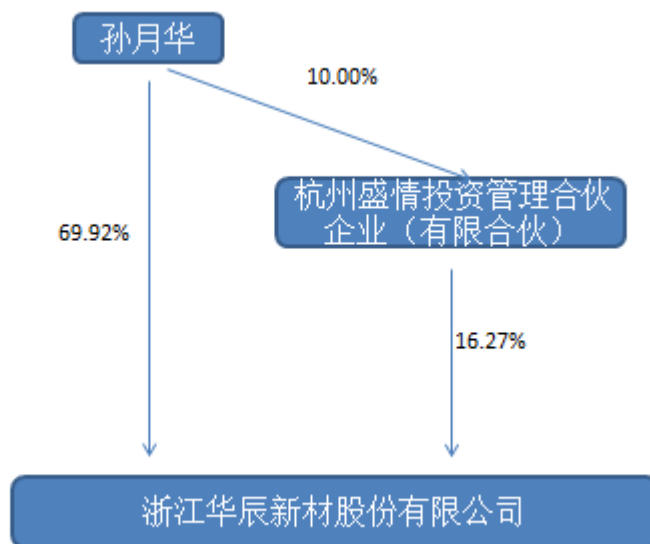 孙月华
10.00%
杭州盛情投资管理合伙
企业（有限合伙）
69.92%
16.27%
浙江华辰新材股份有限公司